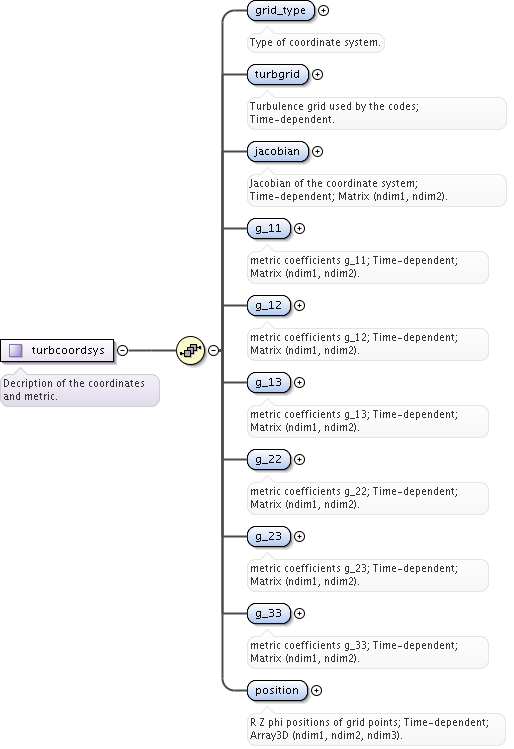 grid_type
Type of coordinate system.
turbgrid
Turbulence grid used by the codes;
Time-dependent.
jacobian
Jacobian of the coordinate system;
Time-dependent; Matrix (ndim1, ndim2).
g_11
metric coefficients g_11; Time-dependent;
Matrix (ndim1, ndim2).
g_12
metric coefficients g_12; Time-dependent;
Matrix (ndim1, ndim2).
turbcoordsys
Decription of the coordinates
and metric.
g_13
metric coefficients g_13; Time-dependent;
Matrix (ndim1, ndim2).
g_22
metric coefficients g_22; Time-dependent;
Matrix (ndim1, ndim2).
g_23
metric coefficients g_23; Time-dependent;
Matrix (ndim1, ndim2).
g_33
metric coefficients g_33; Time-dependent;
Matrix (ndim1, ndim2).
position
R Z phi positions of grid points; Time-dependent;
Array3D (ndim1, ndim2, ndim3).